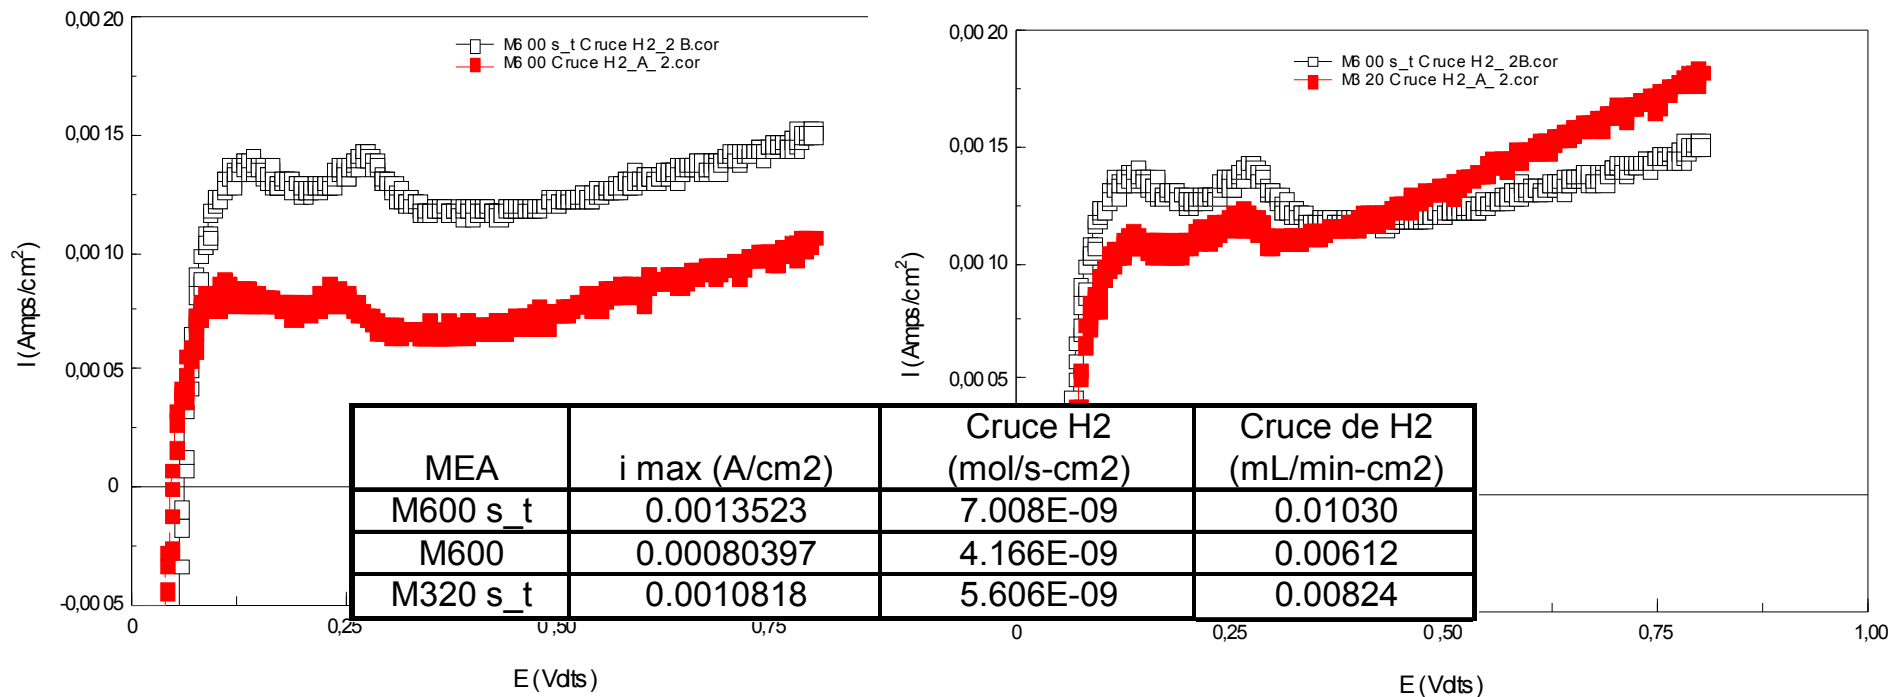 0,00 20
M6 00 s_t Cruce H2_2 B.cor
M6 00 Cruce H2_A_ 2.cor
0,00 15
0,00 10
0,00 05
0
-0,00 05
I (Amps/cm2)
0
0,25
0,50
0,75
E (Volts)
0,00 20
M6 00 s_t Cruce H2_ 2B.cor
M3 20 Cruce H2_A_ 2.cor
0,00 15
0,00 10
0,00 05
I (Amps/cm2)
0
0,25
0,50
0,75
1,00
E (Volts)
MEA i max (A/cm2) Cruce H2 (mol/s-cm2) Cruce de H2 (mL/min-cm2)
M600 s_t 0.0013523 7.008E-09 0.01030
M600 0.00080397 4.166E-09 0.00612
M320 s_t 0.0010818 5.606E-09 0.00824